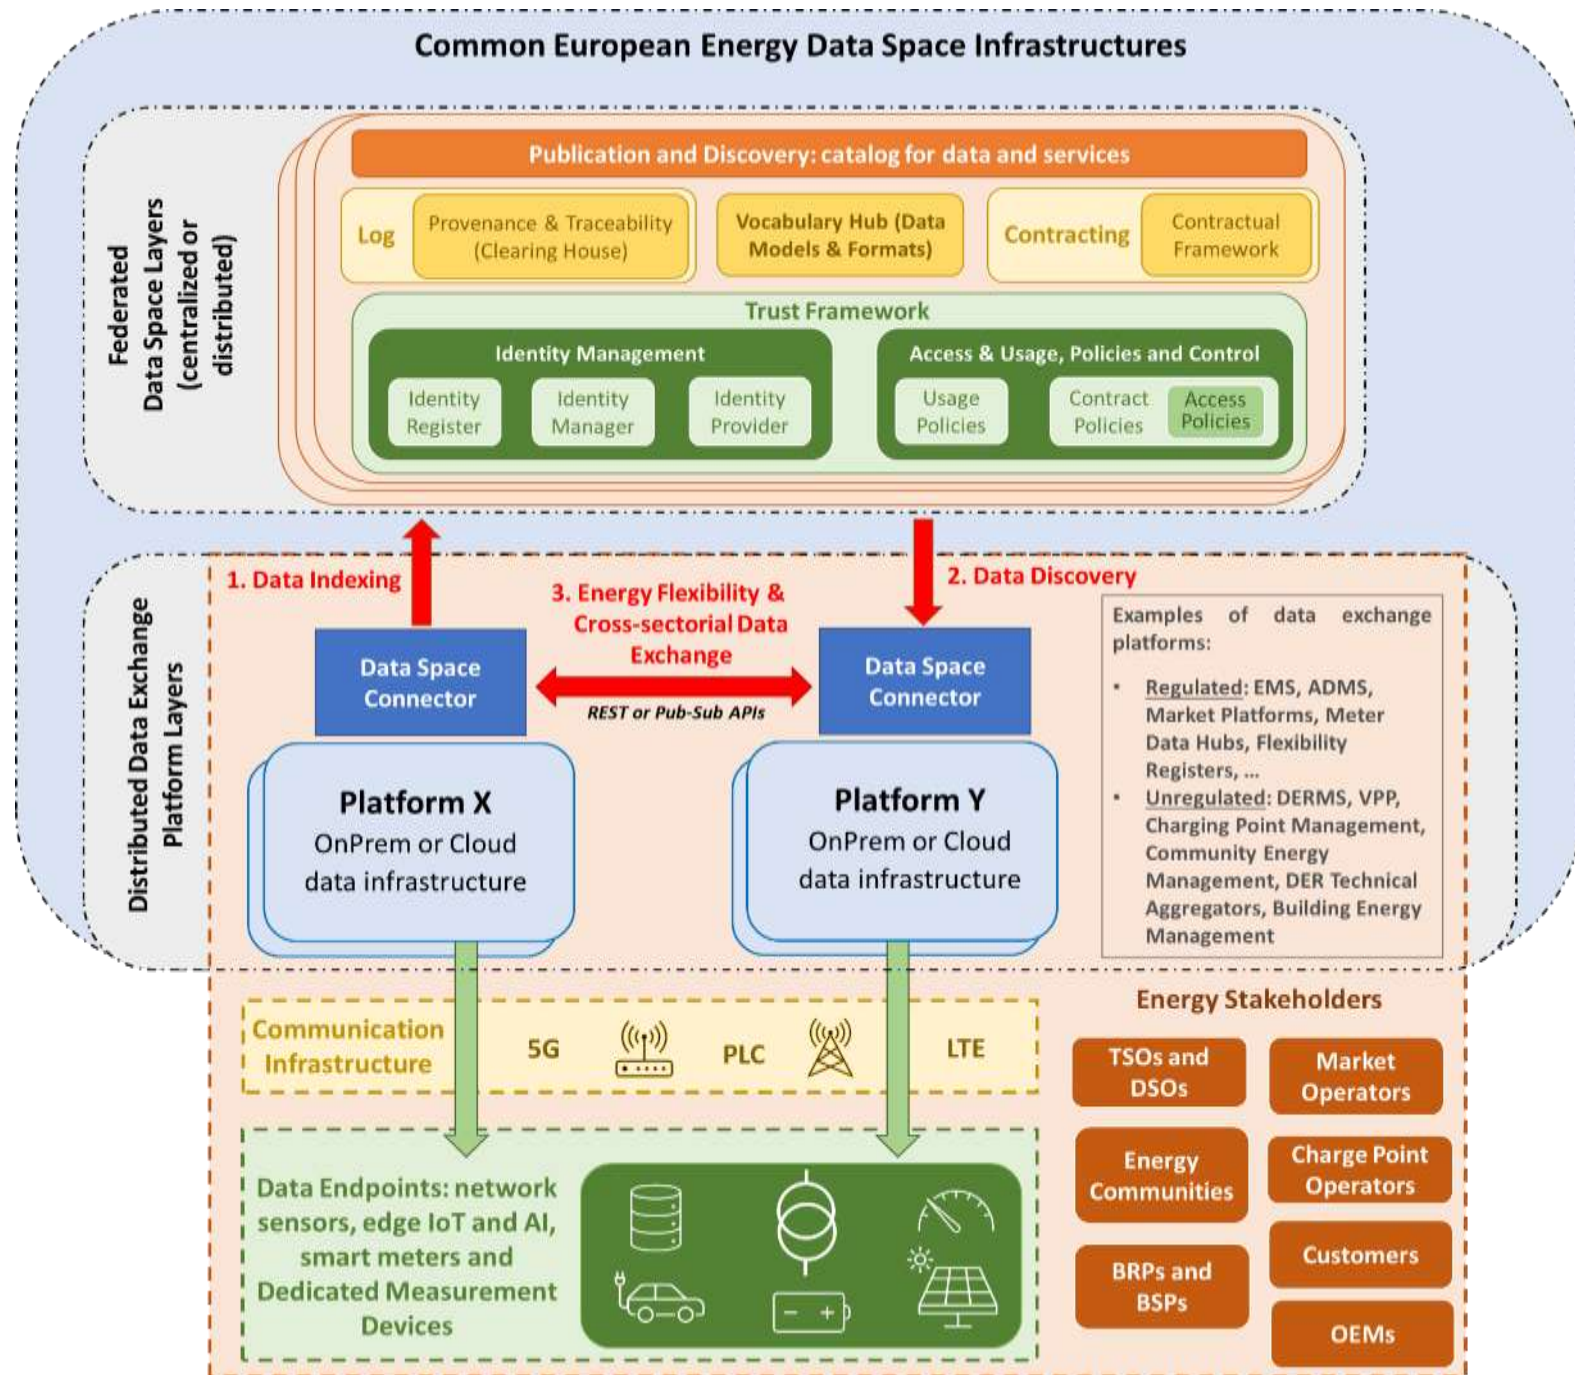 Common European Energy Data Space Infrastructures
Federated
Data Space Layers
(centralized or
distributed)
Publication and Discovery: catalog for data and services
Log
Provenance & Traceability
(Clearing House)
Vocabulary Hub (Data
Models & Formats)
Contracting
Contractual
Framework
Trust Framework
Identity Management
Identity
Register
Identity
Manager
Identity
Provider
Access & Usage, Policies and Control
Usage
Policies
Contract
Policies
Access
Policies
Distributed Data Exchange
Platform Layers
1. Data Indexing
2. Data Discovery
3. Energy Flexibility &
Cross-sectorial Data
Exchange
REST or Pub-Sub APIs
Data Space
Connector
Data Space
Connector
Platform X
OnPrem or Cloud
data infrastructure
Platform Y
OnPrem or Cloud
data infrastructure
Examples of data exchange
platforms:
• Regulated: EMS, ADMS,
Market Platforms, Meter
Data Hubs, Flexibility
Registers, ...
• Unregulated: DERMS, VPP,
Charging Point Management,
Community Energy
Management, DER Technical
Aggregators, Building Energy
Management
Communication
Infrastructure
5G
PLC
LTE
Data Endpoints: network
sensors, edge IoT and AI,
smart meters and
Dedicated Measurement
Devices
Energy Stakeholders
TSOs and
DSOs
Market
Operators
Energy
Communities
Charge Point
Operators
BRPs and
BSPs
Customers
OEMs